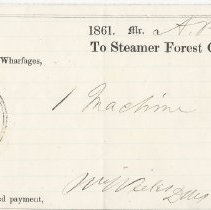 1861. Mr. A.
To Steamer Forest
Wharfages,
1 Machine
d payment,